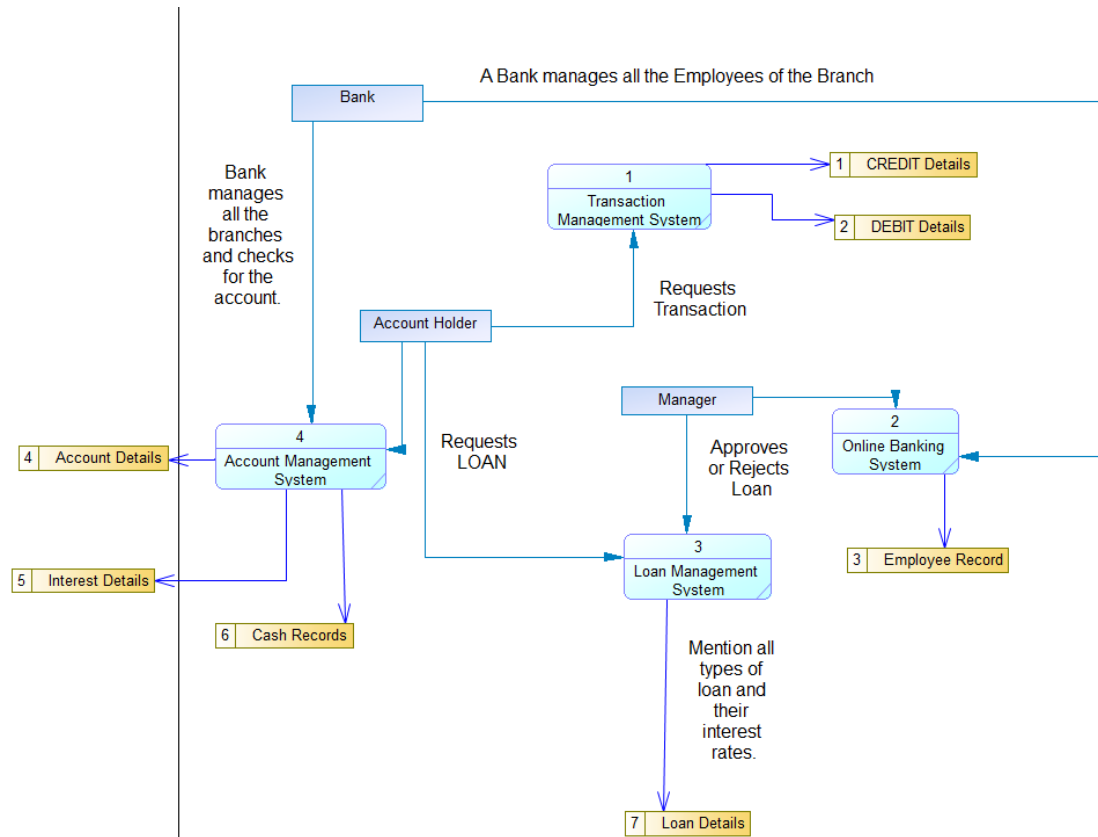 A Bank manages all the Employees of the Branch
Bank
Bank
manages
all the
branches
and checks
for the
account.
1
Transaction
Management System
1 CREDIT Details
2 DEBIT Details
Requests
Transaction
Account Holder
Manager
2
Online Banking
System
4
Account Management
System
Requests
LOAN
Approves
or Rejects
Loan
4 Account Details
3
Loan Management
System
3 Employee Record
5 Interest Details
6 Cash Records
Mention all
types of
loan and
their
interest
rates.
7 Loan Details